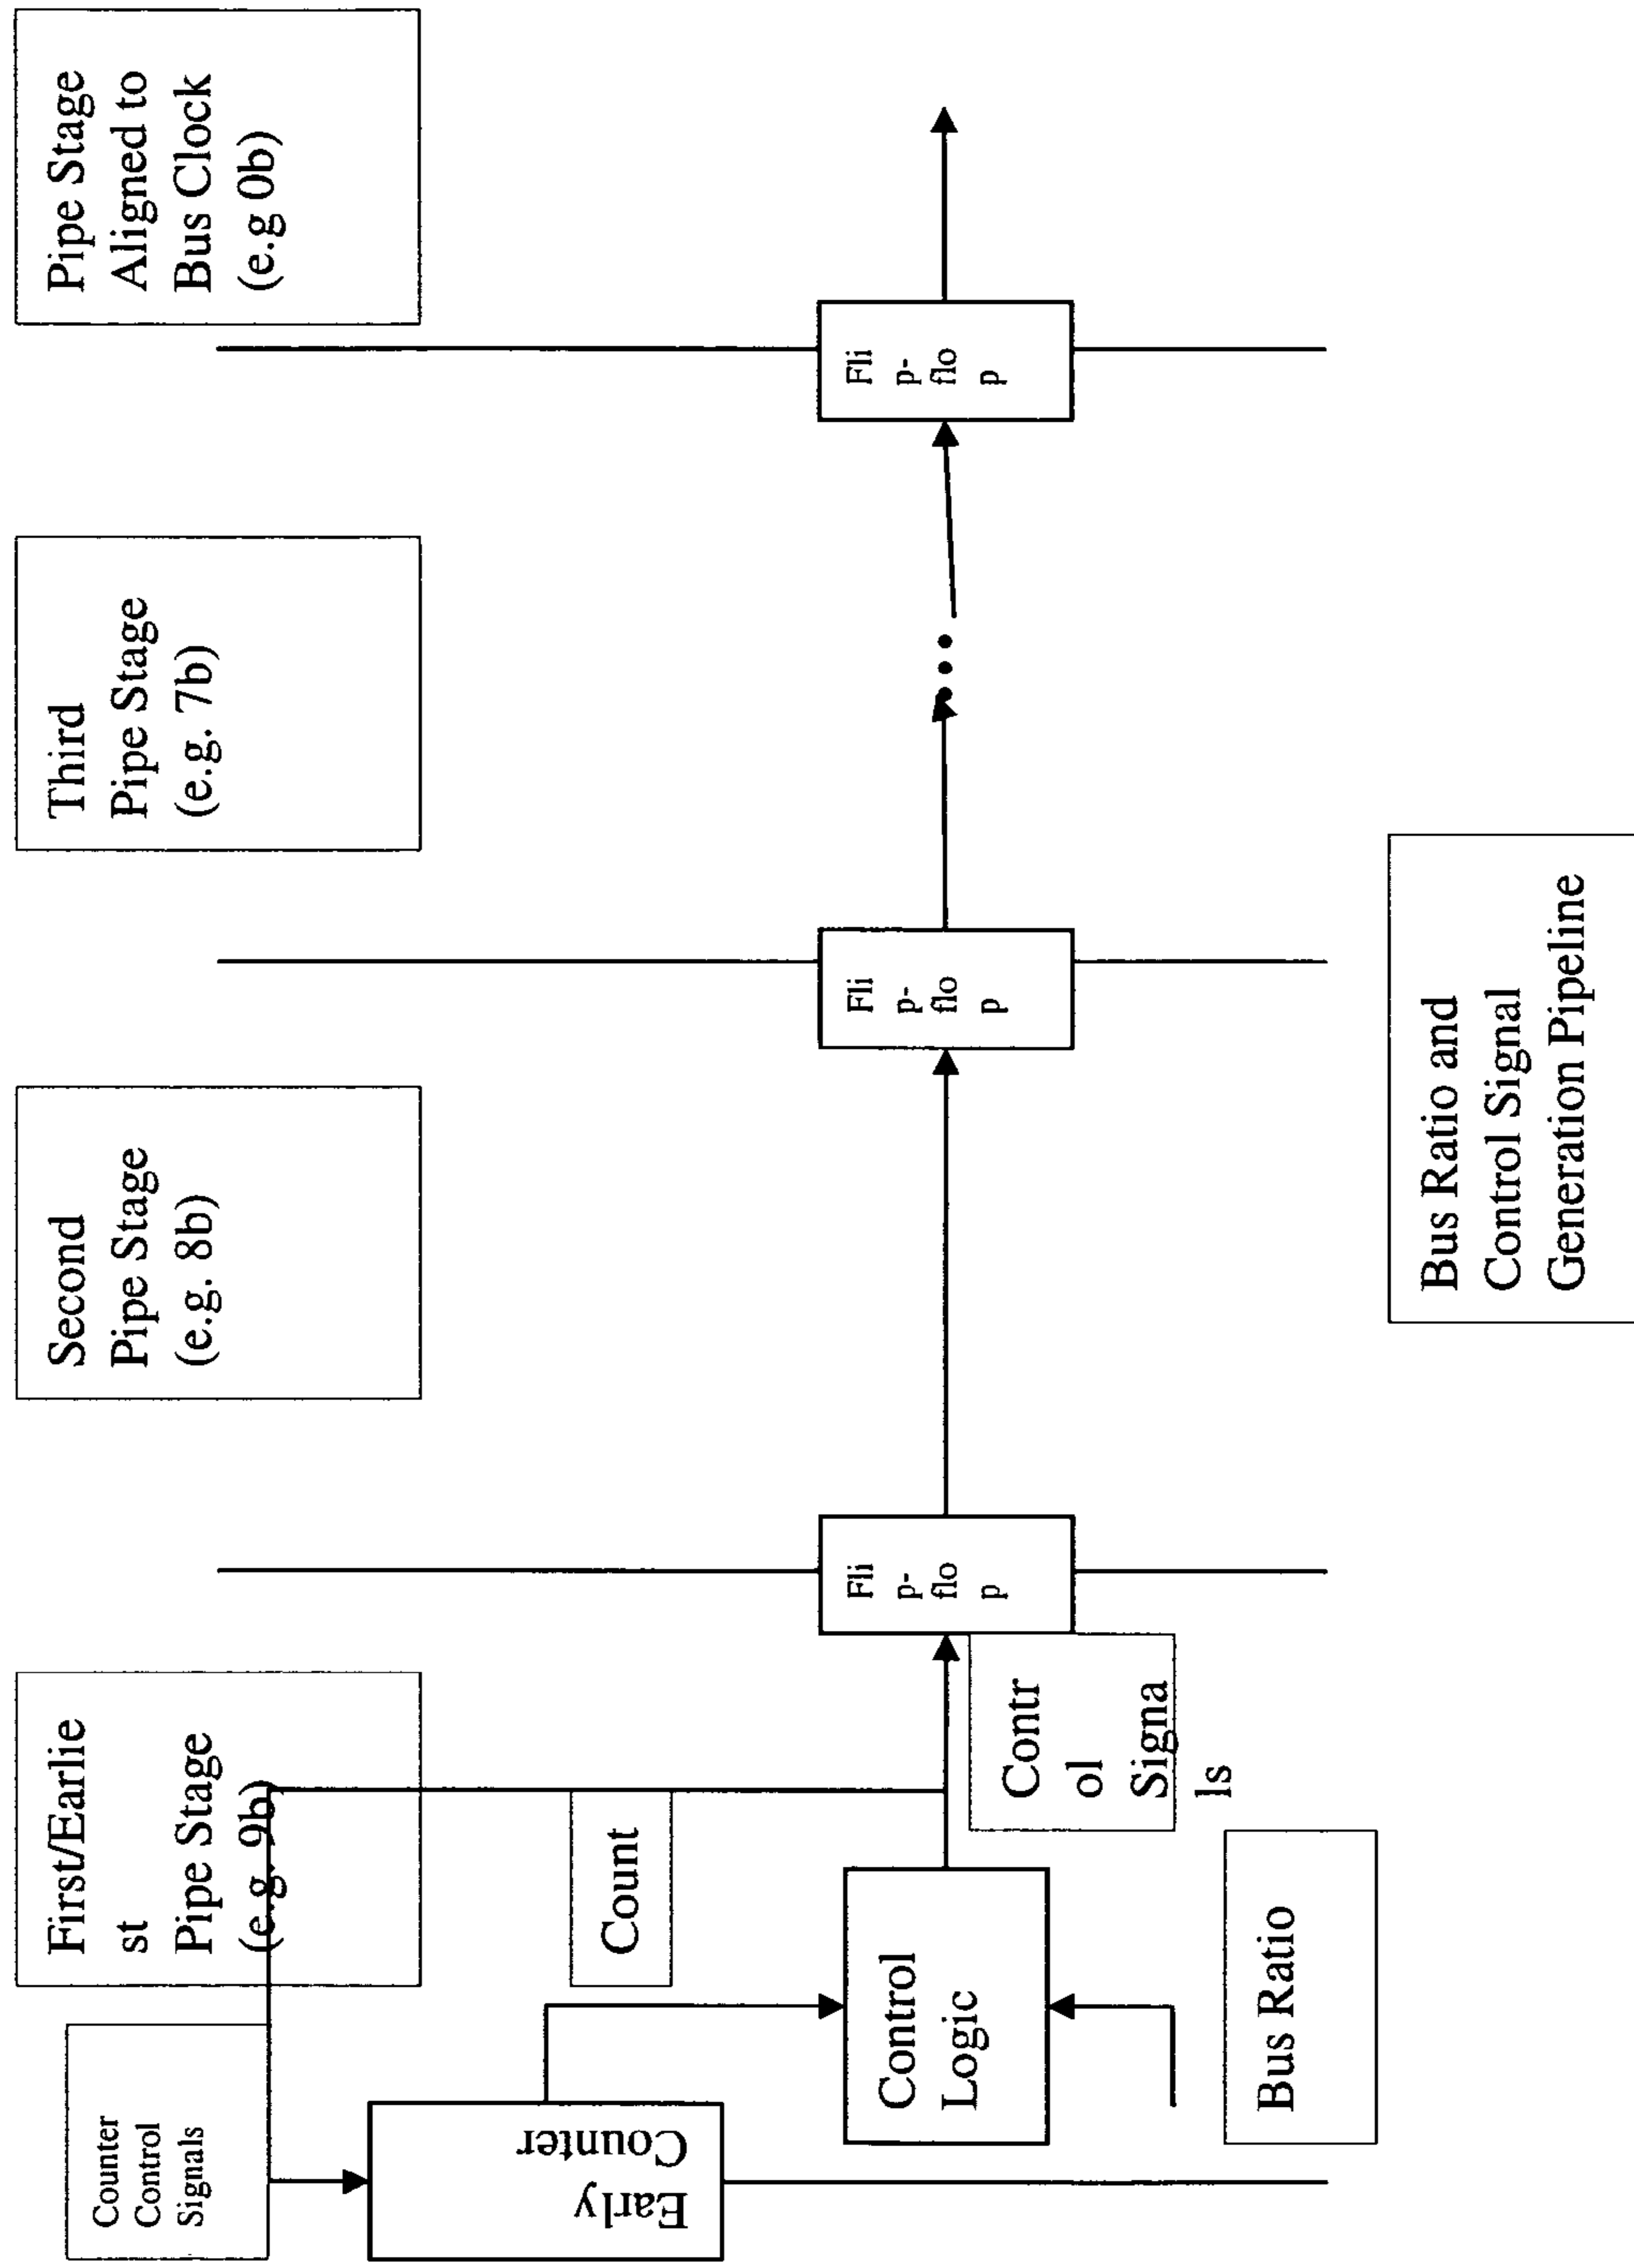 Counter
Control
Signals
First/Earlie
st
Pipe Stage
(e.g. 9b)
Second
Pipe Stage
(e.g. 8b)
Third
Pipe Stage
(e.g. 7b)
Pipe Stage
Aligned to
Bus Clock
(e.g 0b)
Early
Counter
Count
Control
Logic
Contr
ol
Signa
ls
Fli
p-
flo
p
Fli
p-
flo
p
Fli
p-
flo
p
Bus Ratio
Bus Ratio and
Control Signal
Generation Pipeline